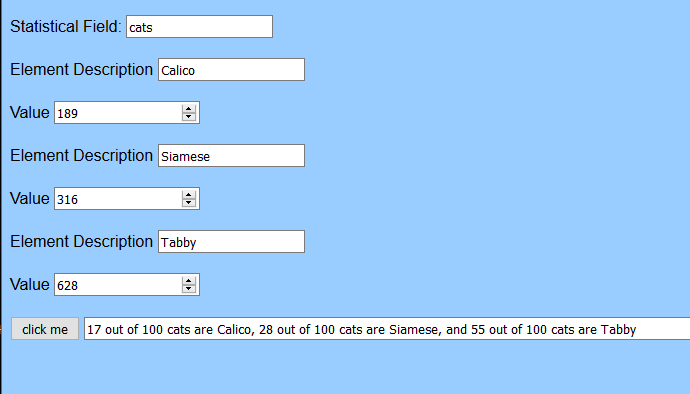 Statistical Field: cats
Element Description Calico
Value 189
Element Description Siamese
Value 316
Element Description Tabby
Value 628
click me 17 out of 100 cats are Calico, 28 out of 100 cats are Siamese, and 55 out of 100 cats are Tabby